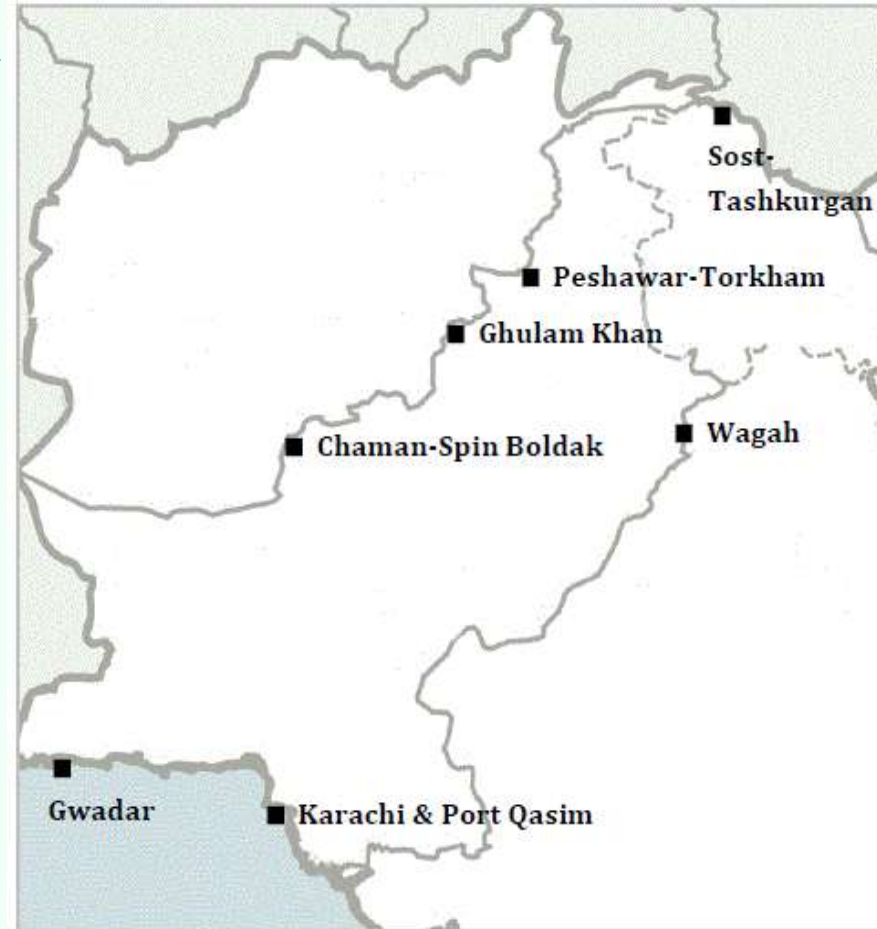 Sost-
Tashkurgan
Peshawar-Torkham
Ghulam Khan
Chaman-Spin Boldak
Wagah
Gwadar
Karachi & Port Qasim